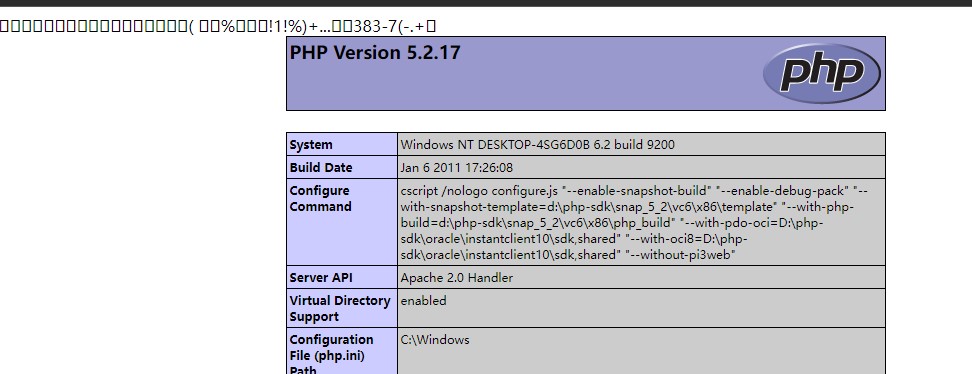 ( %!1!%)+...383-7(-.+
PHP Version 5.2.17
php
System
Windows NT DESKTOP-4SG6D0B 6.2 build 9200
Build Date
Jan 6 2011 17:26:08
Configure
Command
cscript /nologo configure.js "--enable-snapshot-build" "--enable-debug-pack" "--
with-snapshot-template=d:\php-sdk\snap_5_2\vc6\x86\template" "--with-php-
build=d:\php-sdk\snap_5_2\vc6\x86\php_build" "--with-pdo-oci=D:\php-
sdk\oracle\instantclient10\sdk,shared" "--with-oci8=D:\php-
sdk\oracle\instantclient10\sdk,shared" "--without-pi3web"
Server API
Apache 2.0 Handler
Virtual Directory
Support
enabled
Configuration
File (php.ini)
Path
C:\Windows